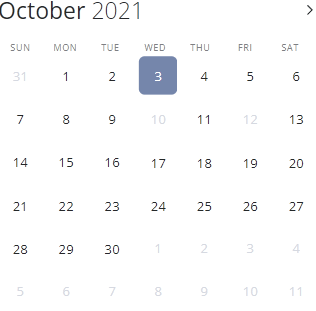 October 2021
SUN MON TUE WED THU FRI SAT
31 1 2 3 4 5 6
7 8 9 10 11 12 13
14 15 16 17 18 19 20
21 22 23 24 25 26 27
28 29 30 1 2 3 4
5 6 7 8 9 10 11